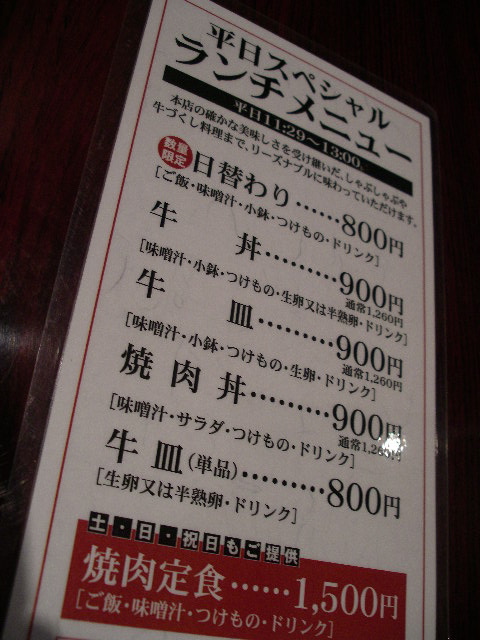 平日スペシャル
ランチメニュー
平日11:29～13:00
本店の確かな美味しさを受け継いだ、しゃぶしゃぶや
牛づくし料理まで、リーズナブルに味わっていただけます。
数量限定 日替わり……800円
[ご飯・味噌汁・小鉢・つけもの・ドリンク]
牛丼………900円
通常1,260円
[味噌汁・小鉢・つけもの・生卵又は半熟卵・ドリンク]
牛皿………900円
通常1,260円
[味噌汁・小鉢・つけもの・生卵・ドリンク]
焼肉丼………900円
通常
[味噌汁・サラダ・つけもの・ドリンク]
牛皿(単品)………800円
[生卵又は半熟卵・ドリンク]
土・日・祝日もご提供
焼肉定食……1,500円
[ご飯・味噌汁・つけもの・ドリンク]